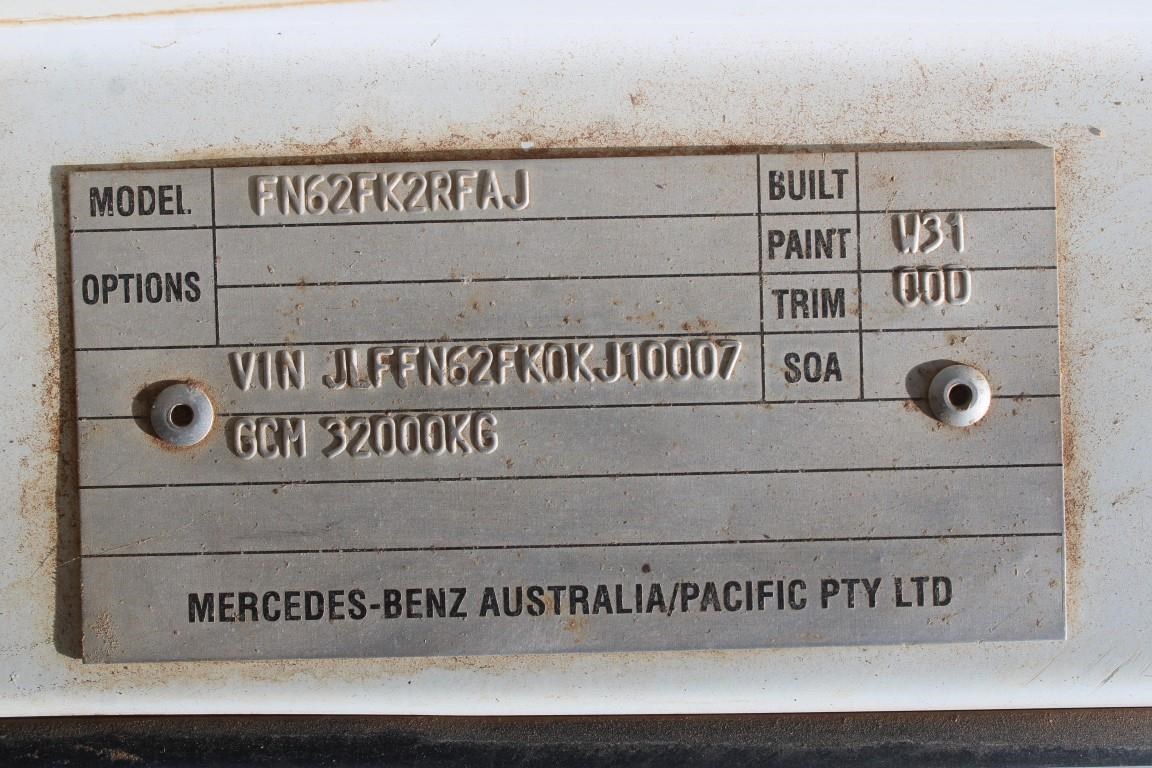 MODEL FN62FK2RFAJ BUILT
PAINT W31
OPTIONS
TRIM 00D
VIN JLFFN62FK0KJ10007 SOA
GCM 32000KG
MERCEDES-BENZ AUSTRALIA/PACIFIC PTY LTD